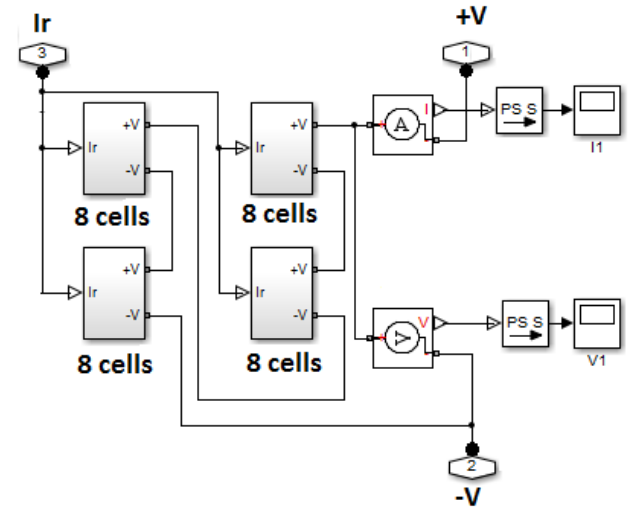 Ir
+V
3
1
+V
Ir
-V
8 cells
+V
Ir
-V
8 cells
+V
Ir
-V
8 cells
+V
Ir
-V
8 cells
A
I
PS S
I1
V
V
PS S
V1
2
-V